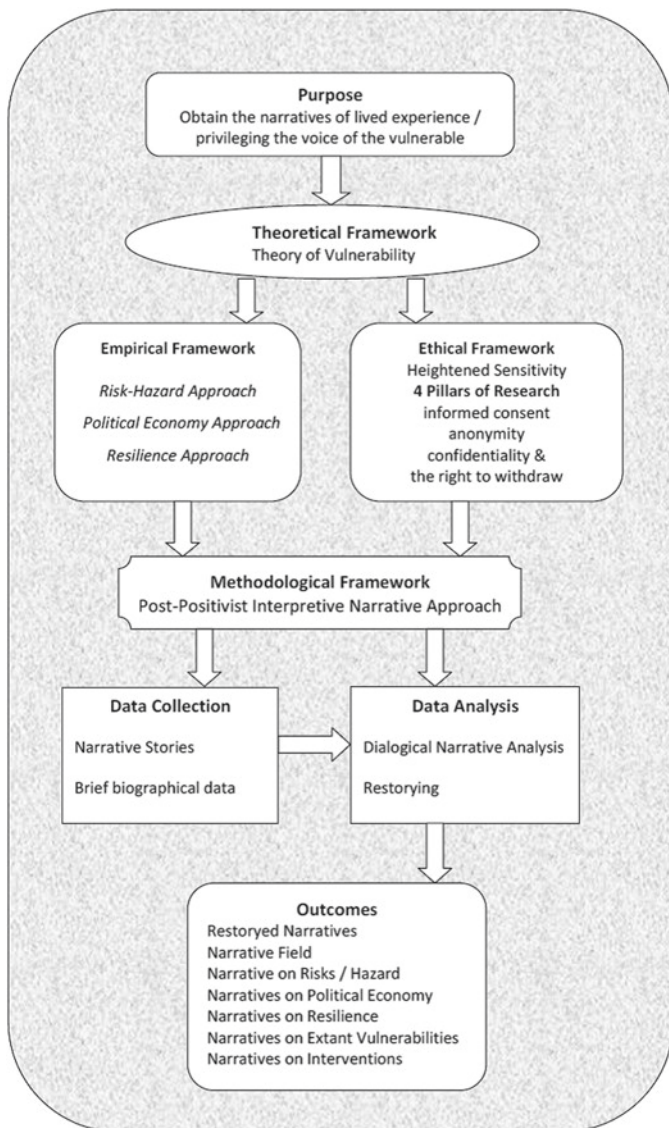 Purpose
Obtain the narratives of lived experience /
privileging the voice of the vulnerable
Theoretical Framework
Theory of Vulnerability
Empirical Framework
Risk-Hazard Approach
Political Economy Approach
Resilience Approach
Ethical Framework
Heightened Sensitivity
4 Pillars of Research
informed consent
anonymity
confidentiality &
the right to withdraw
Methodological Framework
Post-Positivist Interpretive Narrative Approach
Data Collection
Narrative Stories
Brief biographical data
Data Analysis
Dialogical Narrative Analysis
Restorying
Outcomes
Restoryed Narratives
Narrative Field
Narrative on Risks / Hazard
Narratives on Political Economy
Narratives on Resilience
Narratives on Extant Vulnerabilities
Narratives on Interventions